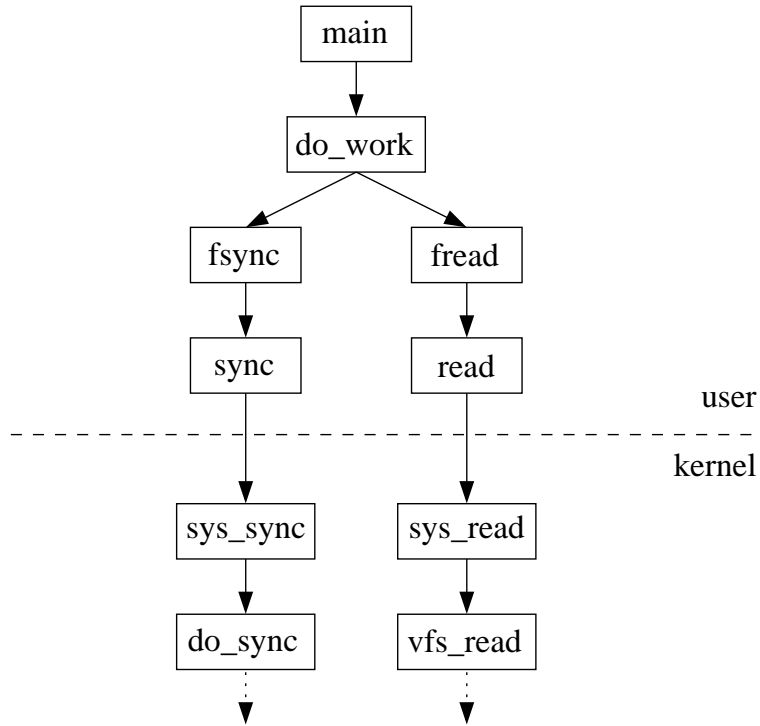 main
do_work
fsync
fread
sync
read
user
kernel
sys_sync
sys_read
do_sync
vfs_read